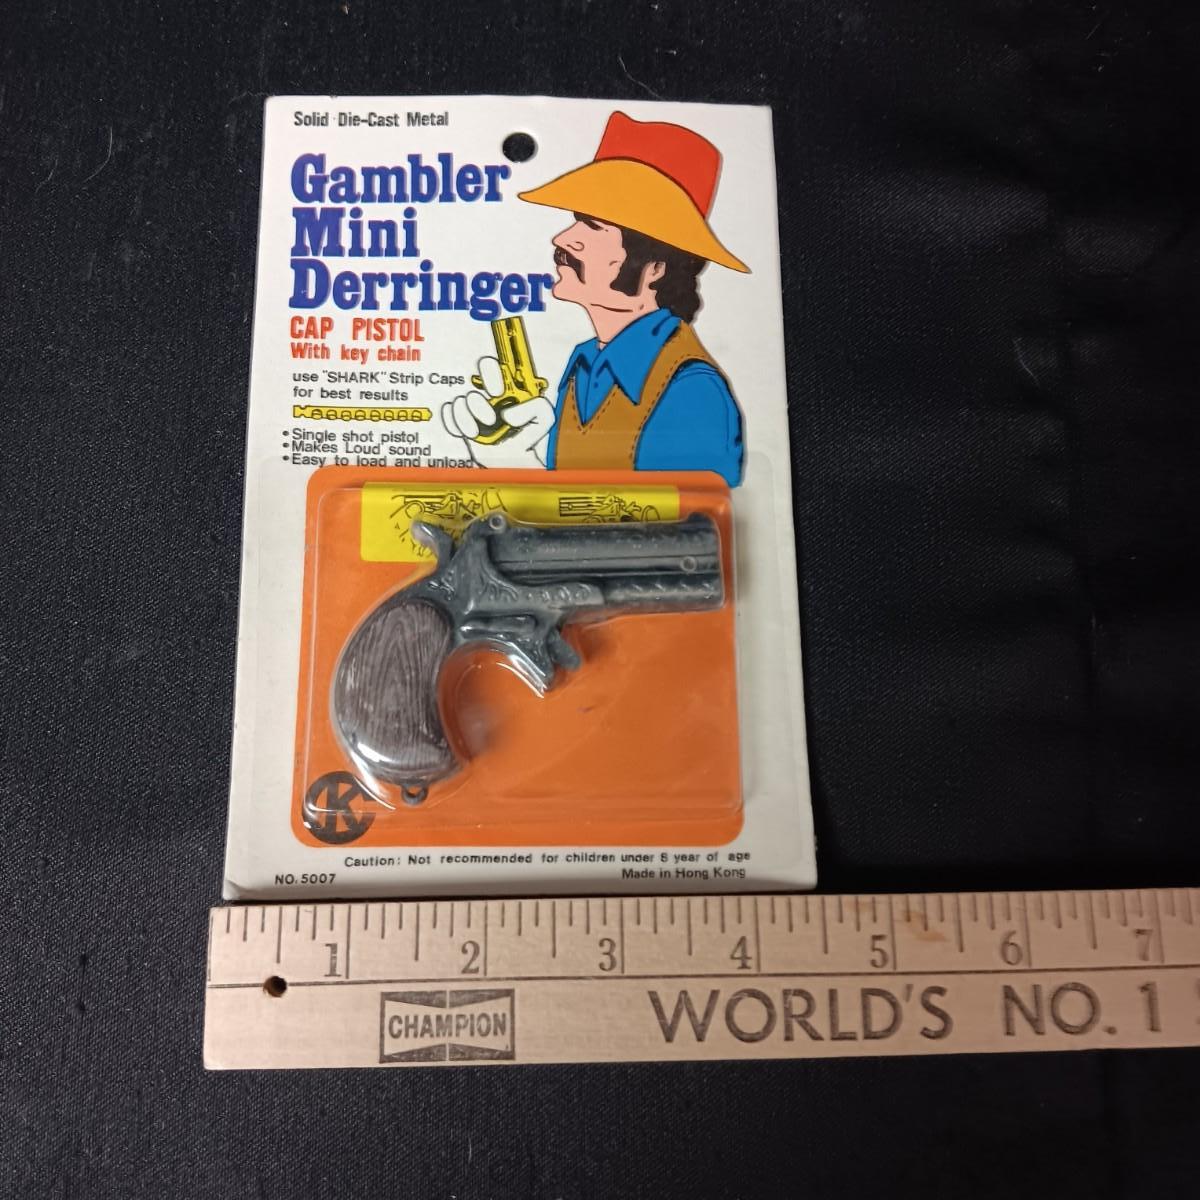 Solid Die-Cast Metal
Gambler
Mini
Derringer
CAP PISTOL
With key chain
use "SHARK" Strip Caps
for best results
• Single shot pistol
• Makes Loud sound
• Easy to load and unload
CK
Caution: Not recommended for children under 8 year of age
NO. 5007
Made in Hong Kong
1 2 3 4 5 6 7
CHAMPION
WORLD'S NO. 1